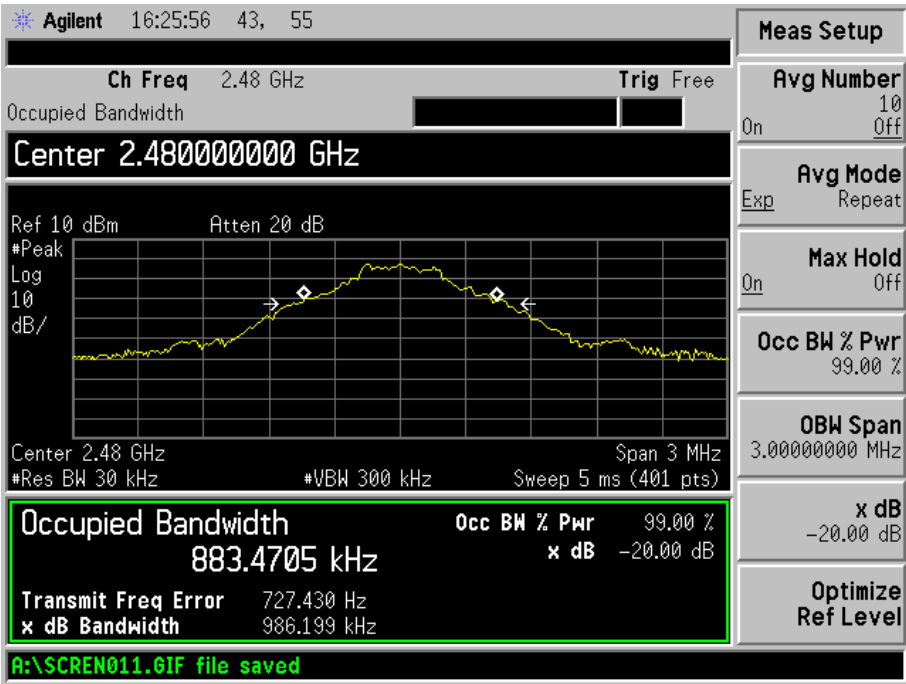 Agilent 16:25:56 43, 55
Ch Freq 2.48 GHz Trig Free
Occupied Bandwidth
Center 2.480000000 GHz
Ref 10 dBm Atten 20 dB
#Peak
Log
10
dB/
Center 2.48 GHz Span 3 MHz
#Res BW 30 kHz #VBW 300 kHz Sweep 5 ms (401 pts)
Occupied Bandwidth Occ BW % Pwr 99.00 %
883.4705 kHz x dB -20.00 dB
Transmit Freq Error 727.430 Hz
x dB Bandwidth 986.199 kHz
A:\SCREN011.GIF file saved
Meas Setup
Avg Number
10
On Off
Avg Mode
Exp Repeat
Max Hold
On Off
Occ BW % Pwr
99.00 %
OBW Span
3.00000000 MHz
x dB
-20.00 dB
Optimize
Ref Level